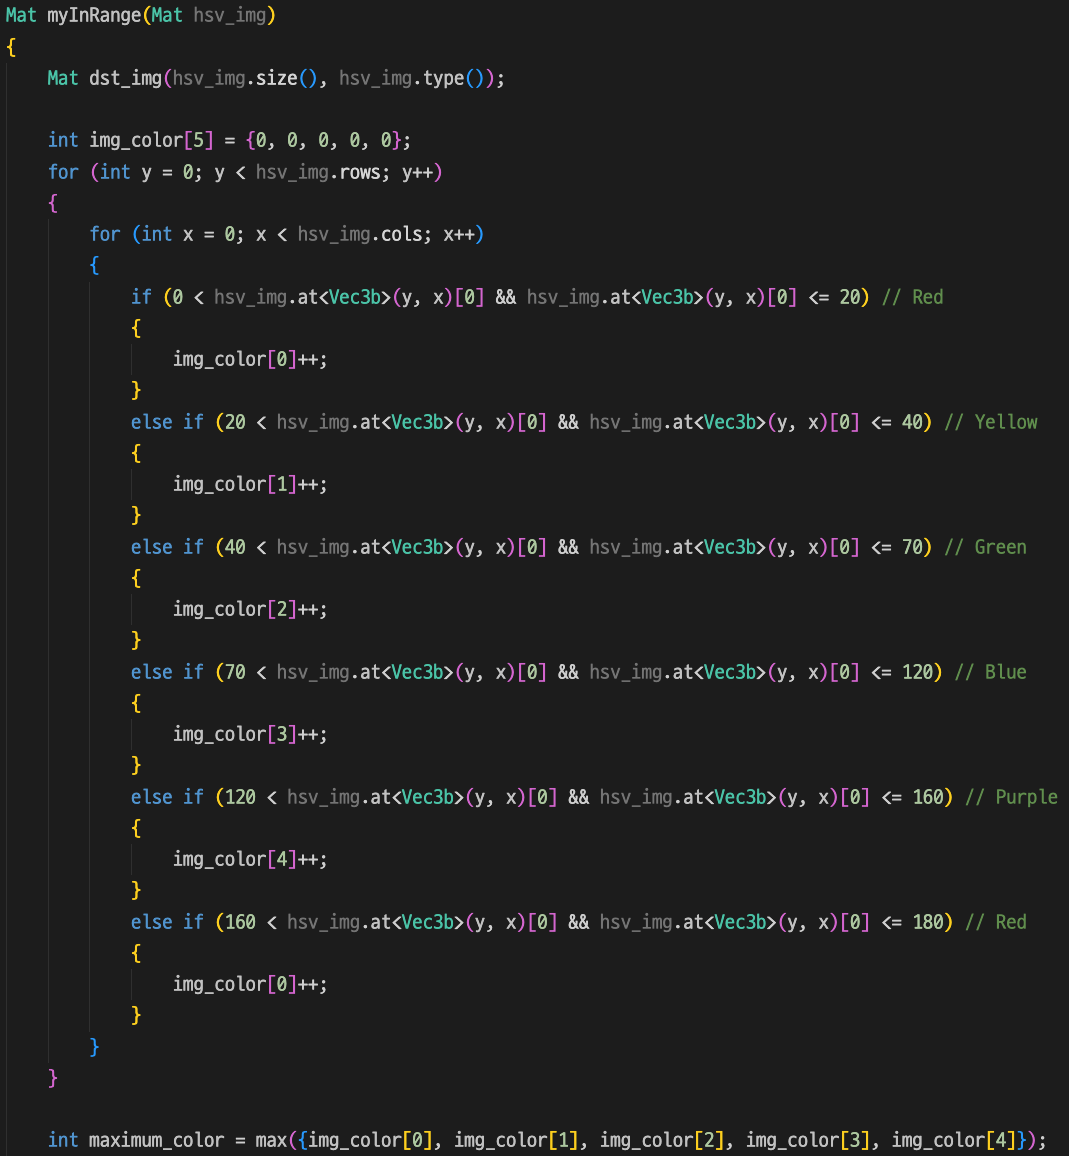 Mat myInRange(Mat hsv_img)
{
    Mat dst_img(hsv_img.size(), hsv_img.type());

    int img_color[5] = {0, 0, 0, 0, 0};
    for (int y = 0; y < hsv_img.rows; y++)
    {
        for (int x = 0; x < hsv_img.cols; x++)
        {
            if (0 < hsv_img.at<Vec3b>(y, x)[0] && hsv_img.at<Vec3b>(y, x)[0] <= 20) // Red
            {
                img_color[0]++;
            }
            else if (20 < hsv_img.at<Vec3b>(y, x)[0] && hsv_img.at<Vec3b>(y, x)[0] <= 40) // Yellow
            {
                img_color[1]++;
            }
            else if (40 < hsv_img.at<Vec3b>(y, x)[0] && hsv_img.at<Vec3b>(y, x)[0] <= 70) // Green
            {
                img_color[2]++;
            }
            else if (70 < hsv_img.at<Vec3b>(y, x)[0] && hsv_img.at<Vec3b>(y, x)[0] <= 120) // Blue
            {
                img_color[3]++;
            }
            else if (120 < hsv_img.at<Vec3b>(y, x)[0] && hsv_img.at<Vec3b>(y, x)[0] <= 160) // Purple
            {
                img_color[4]++;
            }
            else if (160 < hsv_img.at<Vec3b>(y, x)[0] && hsv_img.at<Vec3b>(y, x)[0] <= 180) // Red
            {
                img_color[0]++;
            }
        }
    }

    int maximum_color = max({img_color[0], img_color[1], img_color[2], img_color[3], img_color[4]});